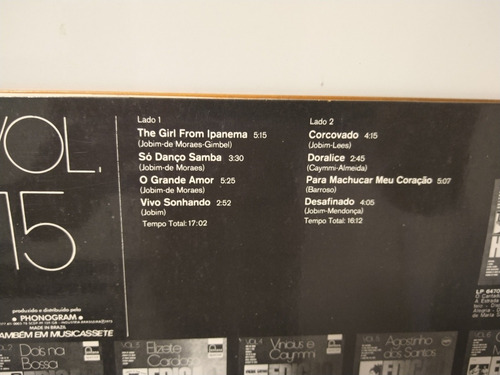 VOL.
15
Lado 1
The Girl From Ipanema 5:15
(Jobim-de Moraes-Gimbel)
Só Danço Samba 3:30
(Jobim-de Moraes)
O Grande Amor 5:25
(Jobim-de Moraes)
Vivo Sonhando 2:52
(Jobim)
Tempo Total: 17:02
Lado 2
Corcovado 4:15
(Jobim-Lees)
Doralice 2:45
(Caymmi-Almeida)
Para Machucar Meu Coração 5:07
(Barroso)
Desafinado 4:05
(Jobim-Mendonça)
Tempo Total: 16:12
produzido e distribuído pela
PHONOGRAM
MADE IN BRAZIL
TAMBÉM EM MUSICASSETE
LP 6470
Dois na
Bossa
Elizete
Cardoso
Vinicius e
Caymmi
Agostinho
dos Santos